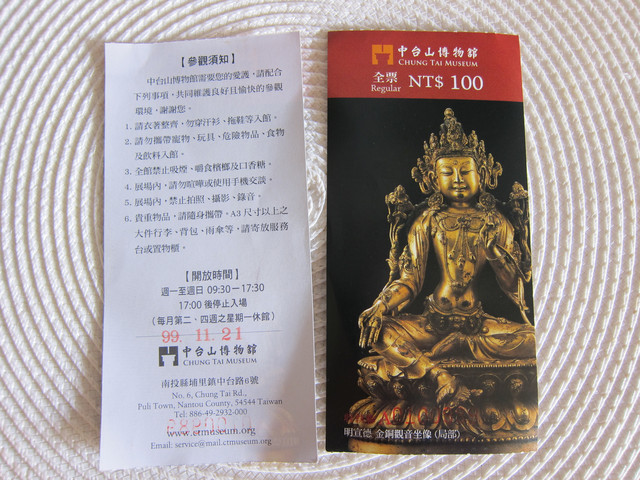 【參觀須知】
中台山博物館需要您的愛護，請配合
下列事項，共同維護良好且愉快的參觀
環境，謝謝您。
1. 請衣著整齊，勿穿汗衫、拖鞋等入館。
2. 請勿攜帶寵物、玩具、危險物品、食物
及飲料入館。
3. 全館禁止吸煙、嚼食檳榔及口香糖。
4. 展場內，請勿喧嘩或使用手機交談。
5. 展場內，禁止拍照、攝影、錄音。
6. 貴重物品，請隨身攜帶，A3 尺寸以上之
大件行李、背包，雨傘等，請寄放服務
台或置物櫃。
【開放時間】
週一至週日 09:30－17:30
17:00 後停止入場
（每月第二、四週之星期一休館）
99. 11. 21
中台山博物館
CHUNG TAI MUSEUM
南投縣埔里鎮中台路6號
No. 6, Chung Tai Rd.,
Puli Town, Nantou County, 54544 Taiwan
Tel: 886-49-2932-000
www.ctmuseum.org
Email: service@mail.ctmuseum.org
中台山博物館
CHUNG TAI MUSEUM
全票 NT$ 100
Regular
明宣德 金銅觀音坐像 (局部)